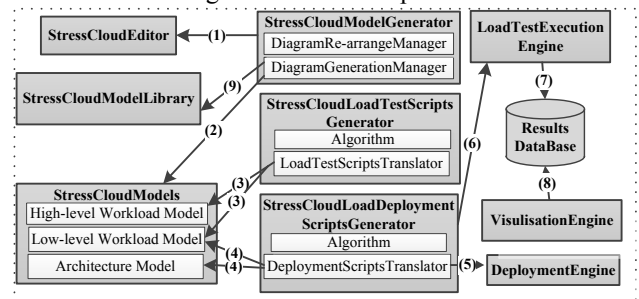 StressCloudEditor
(1)
StressCloudModelGenerator
DiagramRe-arrangeManager
DiagramGenerationManager
LoadTestExecution
Engine
(9)
(7)
StressCloudModelLibrary
(2)
StressCloudLoadTestScripts
Generator
Algorithm
LoadTestScriptsTranslator
(6)
Results
DataBase
(3)
(3)
(8)
StressCloudModels
High-level Workload Model
Low-level Workload Model
Architecture Model
(4)
(4)
StressCloudLoadDeployment
ScriptsGenerator
Algorithm
DeploymentScriptsTranslator
(5)
VisulisationEngine
DeploymentEngine